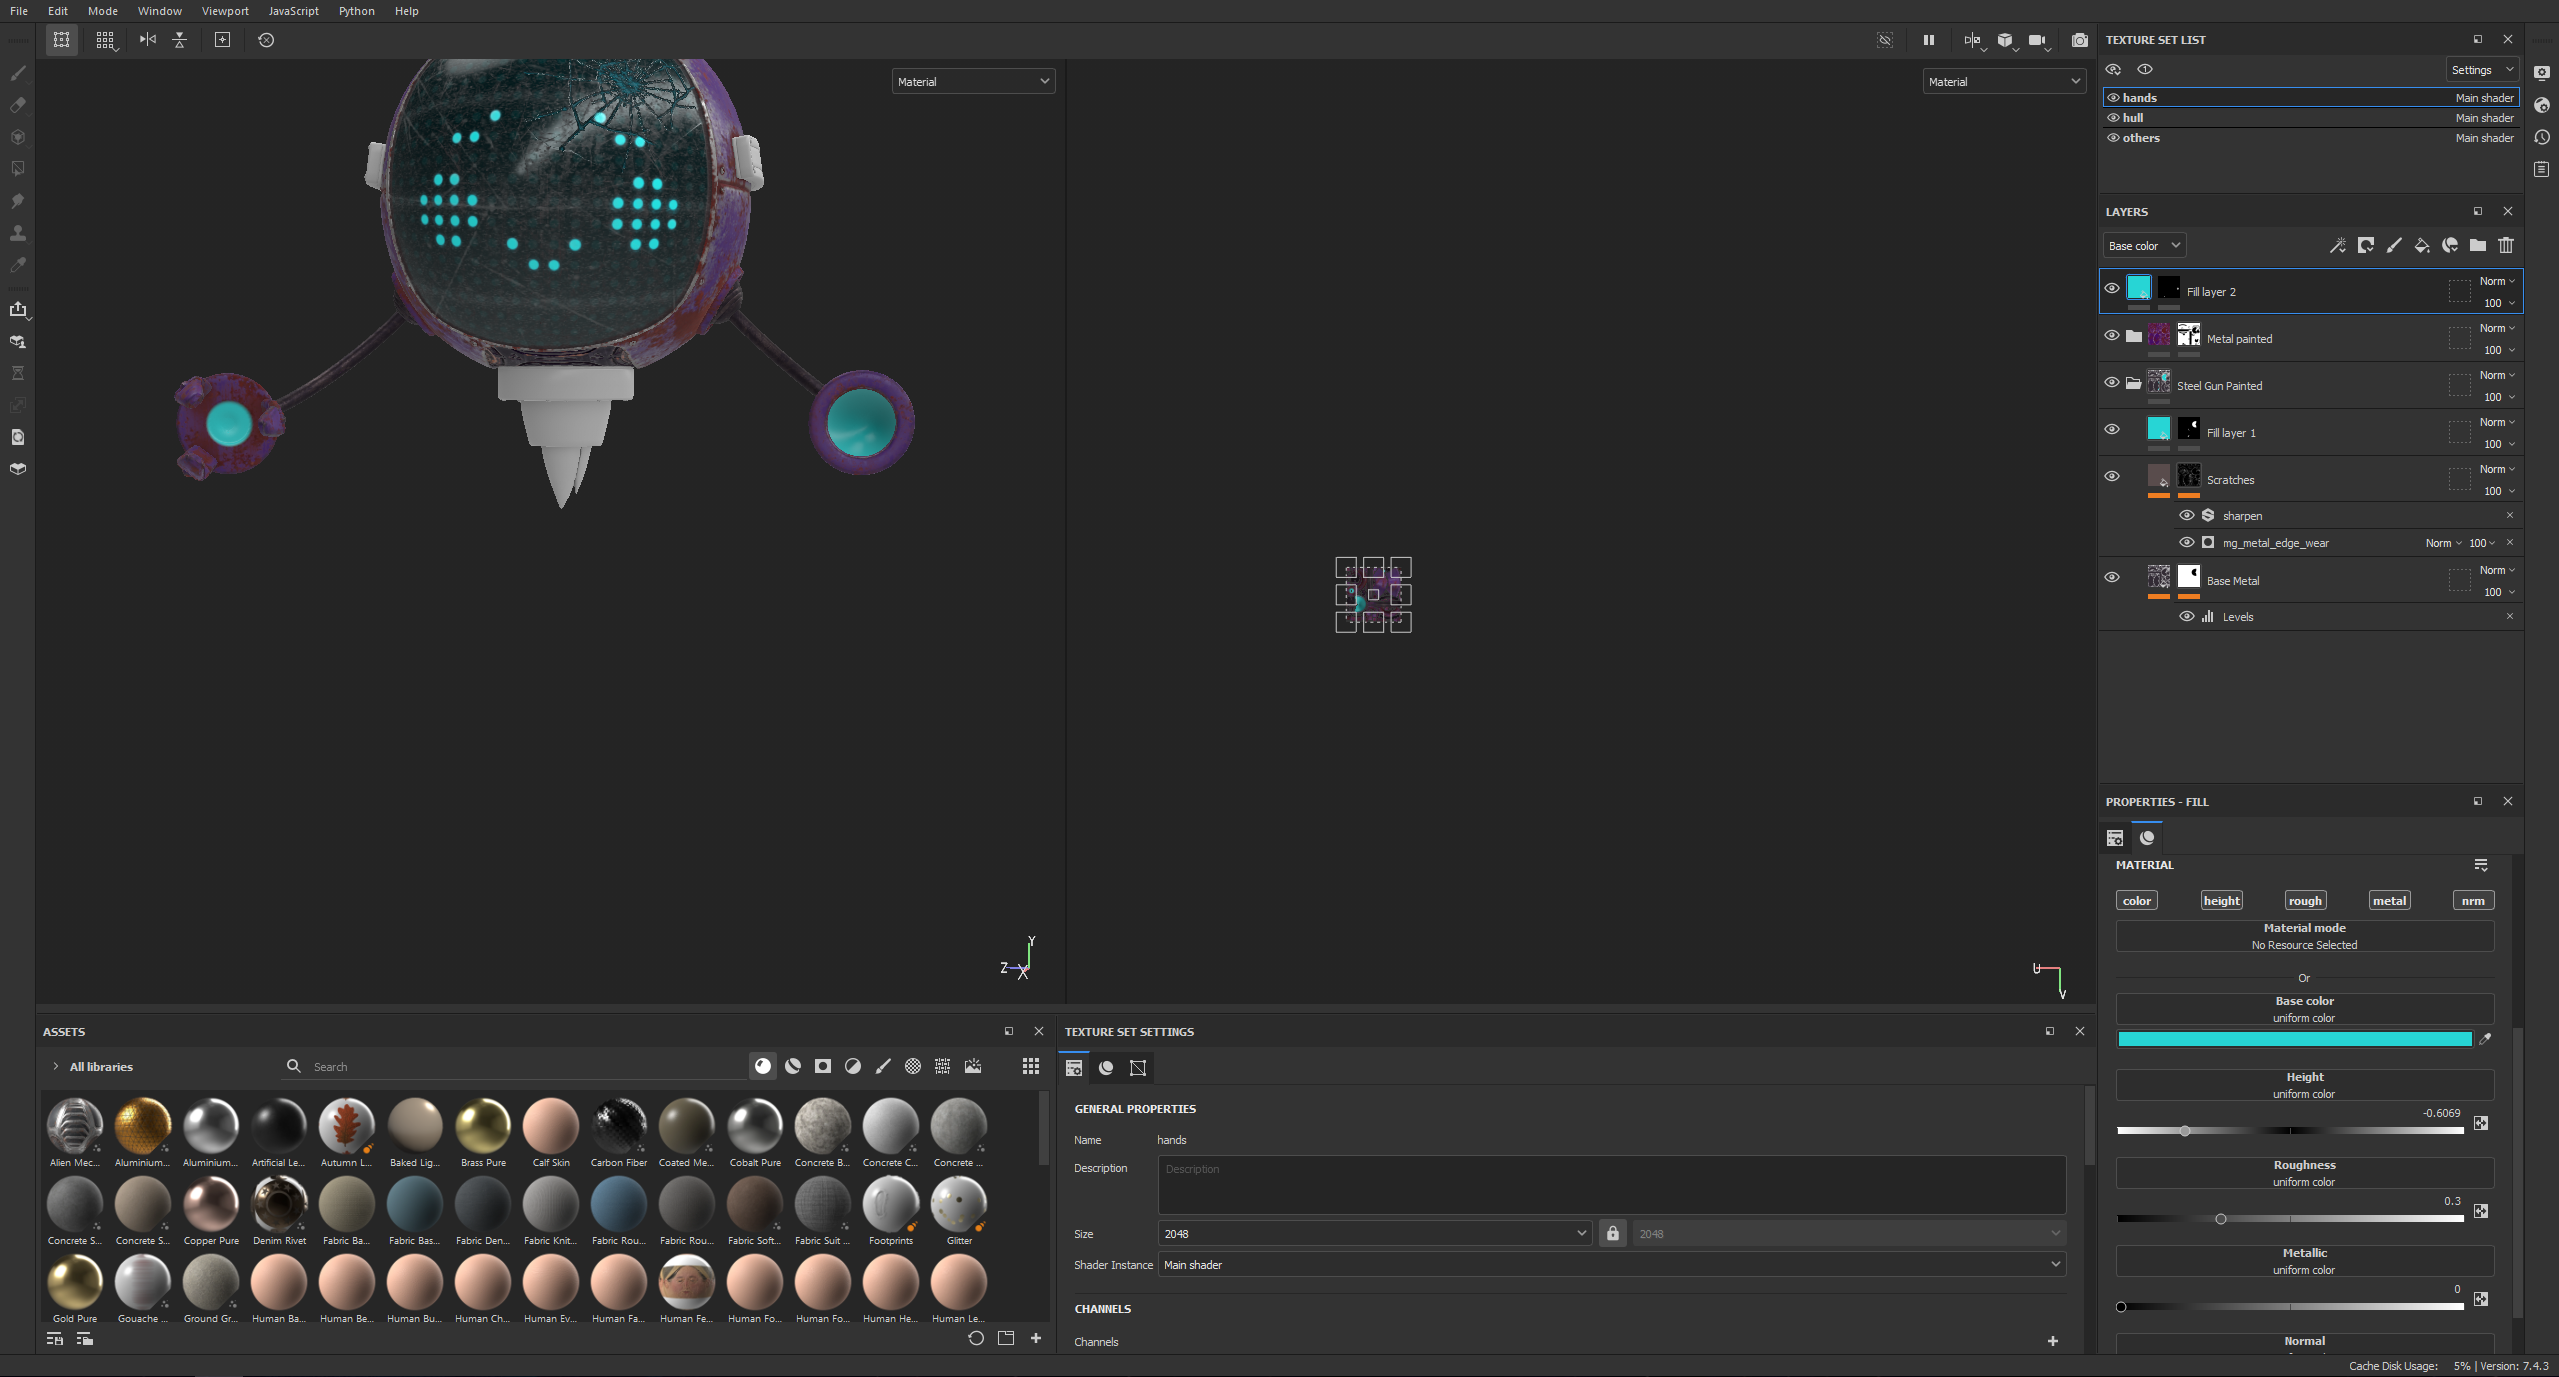 File Edit Mode Window Viewport JavaScript Python Help
Material
Material
Y
Z
X
U
V
ASSETS
All libraries
Search
Alien Mec... Aluminium... Aluminium... Artificial Le... Autumn L... Baked Lig... Brass Pure Calf Skin Carbon Fiber Coated Me... Cobalt Pure Concrete B... Concrete C... Concrete ...
Concrete S... Concrete S... Copper Pure Denim Rivet Fabric Ba... Fabric Bas... Fabric Den... Fabric Knit... Fabric Rou... Fabric Rou... Fabric Soft... Fabric Suit ... Footprints Glitter
Gold Pure Gouache ... Ground Gr... Human Ba... Human Be... Human Bu... Human Ch... Human Ev... Human Fa... Human Fe... Human Fo... Human Fo... Human He... Human Le...
TEXTURE SET SETTINGS
GENERAL PROPERTIES
Name hands
Description Description
Size 2048 2048
Shader Instance Main shader
CHANNELS
Channels
TEXTURE SET LIST
Settings
hands Main shader
hull Main shader
others Main shader
LAYERS
Base color
Fill layer 2 Norm 100
Metal painted Norm 100
Steel Gun Painted Norm 100
Fill layer 1 Norm 100
Scratches Norm 100
sharpen
mg_metal_edge_wear Norm 100
Base Metal Norm 100
Levels
PROPERTIES - FILL
MATERIAL
color height rough metal nrm
Material mode
No Resource Selected
Or
Base color
uniform color
Height
uniform color
-0.6069
Roughness
uniform color
0.3
Metallic
uniform color
0
Normal
Cache Disk Usage: 5% | Version: 7.4.3